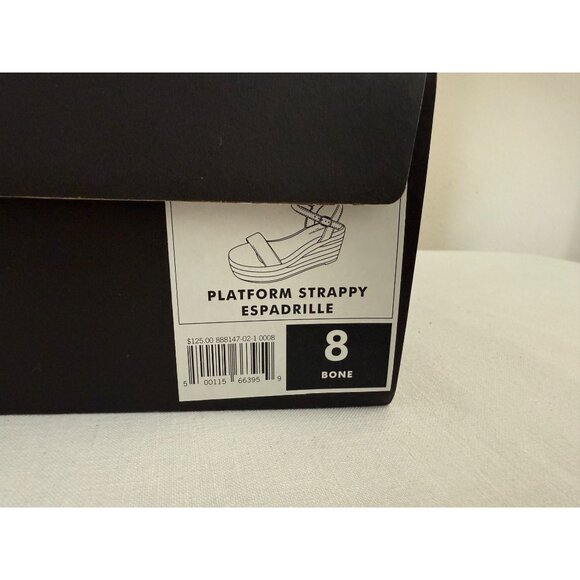 PLATFORM STRAPPY
ESPADRILLE
$125.00 888147-02-1 0008
5 00115 66395 9
8
BONE